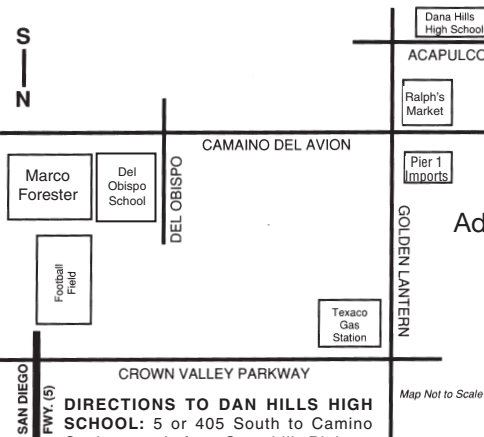 S
N
Dana Hills
High School
ACAPULCO
Ralph's
Market
CAMAINO DEL AVION
Marco
Forester
Del
Obispo
School
DEL OBISPO
Pier 1
Imports
GOLDEN LANTERN
Ad
Football
Field
Texaco
Gas
Station
CROWN VALLEY PARKWAY
SAN DIEGO
FWY. (5)
Map Not to Scale
DIRECTIONS TO DAN HILLS HIGH
SCHOOL: 5 or 405 South to Camino